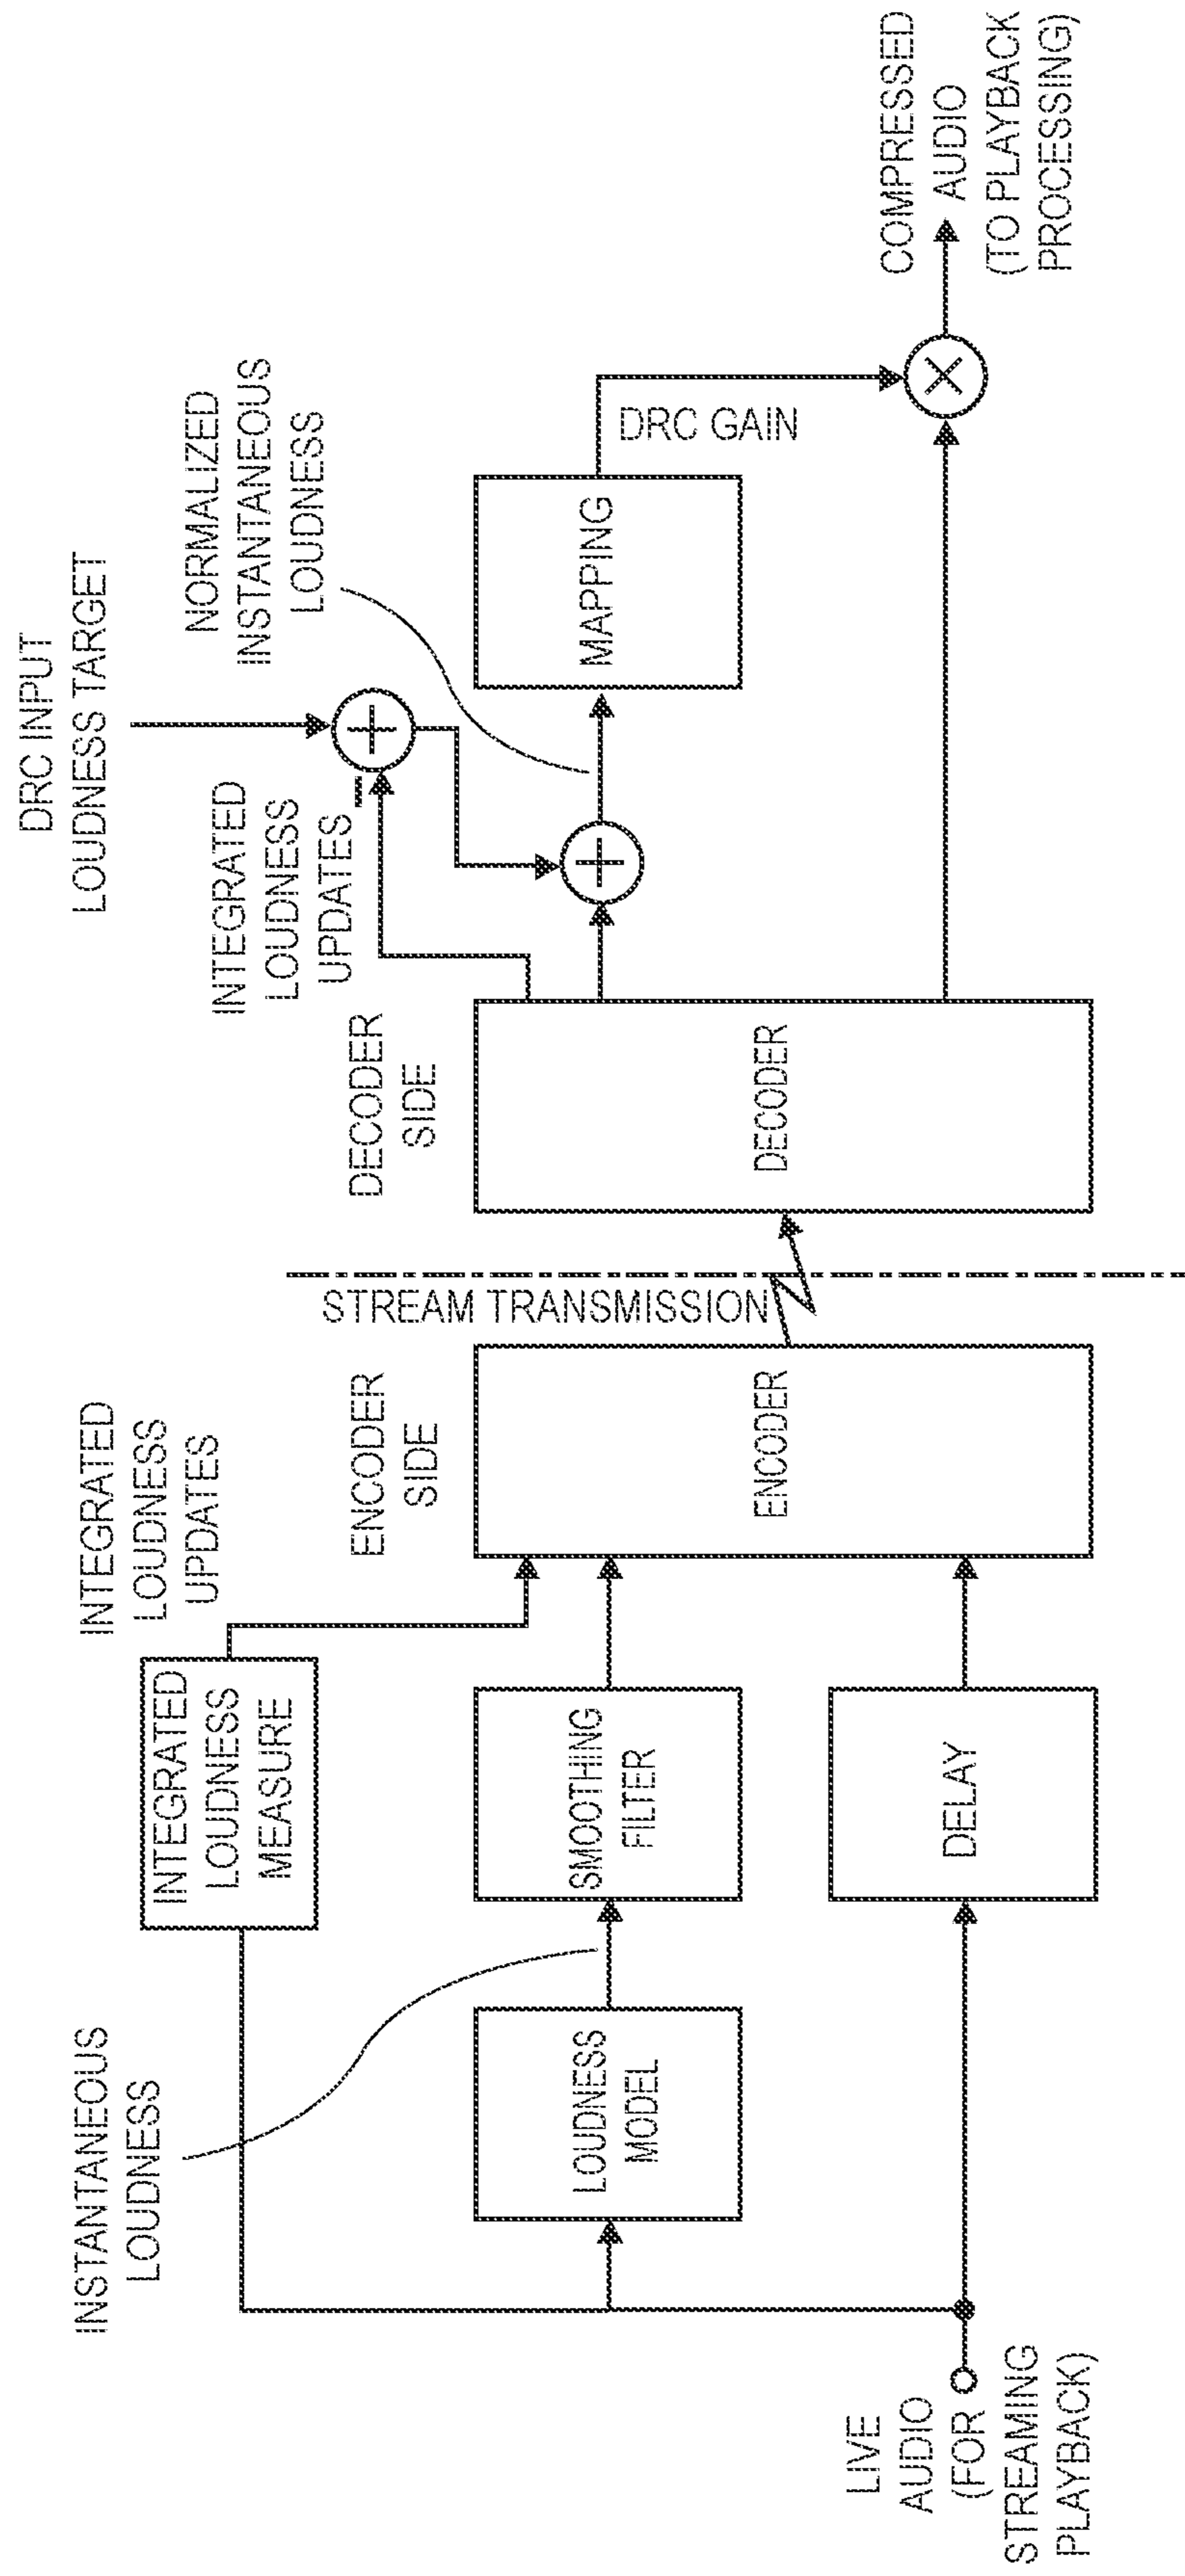 LIVE
AUDIO
(FOR
STREAMING
PLAYBACK)
INSTANTANEOUS
LOUDNESS
LOUDNESS
MODEL
INTEGRATED
LOUDNESS
MEASURE
SMOOTHING
FILTER
DELAY
INTEGRATED
LOUDNESS
UPDATES
ENCODER
SIDE
ENCODER
STREAM TRANSMISSION
DECODER
SIDE
DECODER
INTEGRATED
LOUDNESS
UPDATES
DRC INPUT
LOUDNESS TARGET
–
+
+
NORMALIZED
INSTANTANEOUS
LOUDNESS
MAPPING
DRC GAIN
×
COMPRESSED
AUDIO
(TO PLAYBACK
PROCESSING)